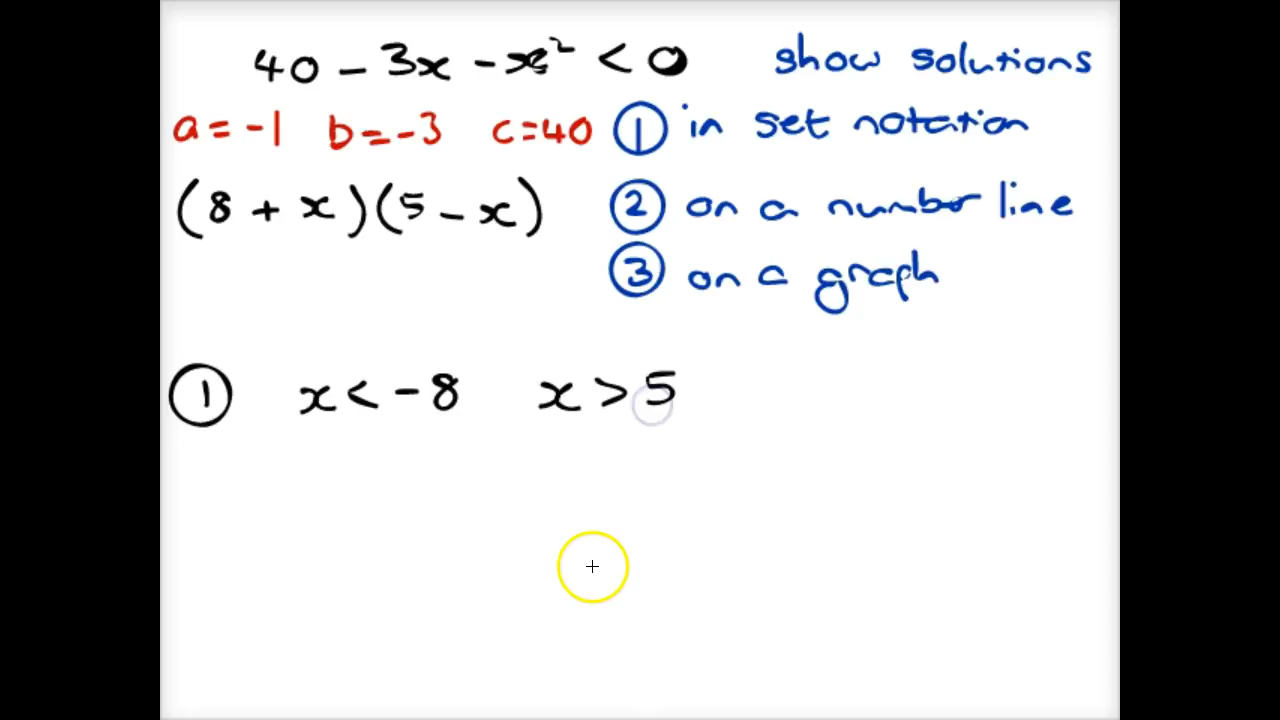 40 - 3x - x² < 0 show solutions
a = -1 b = -3 c = 40 ① in set notation
(8 + x)(5 - x) ② on a number line
③ on a graph
① x < -8 x > 5